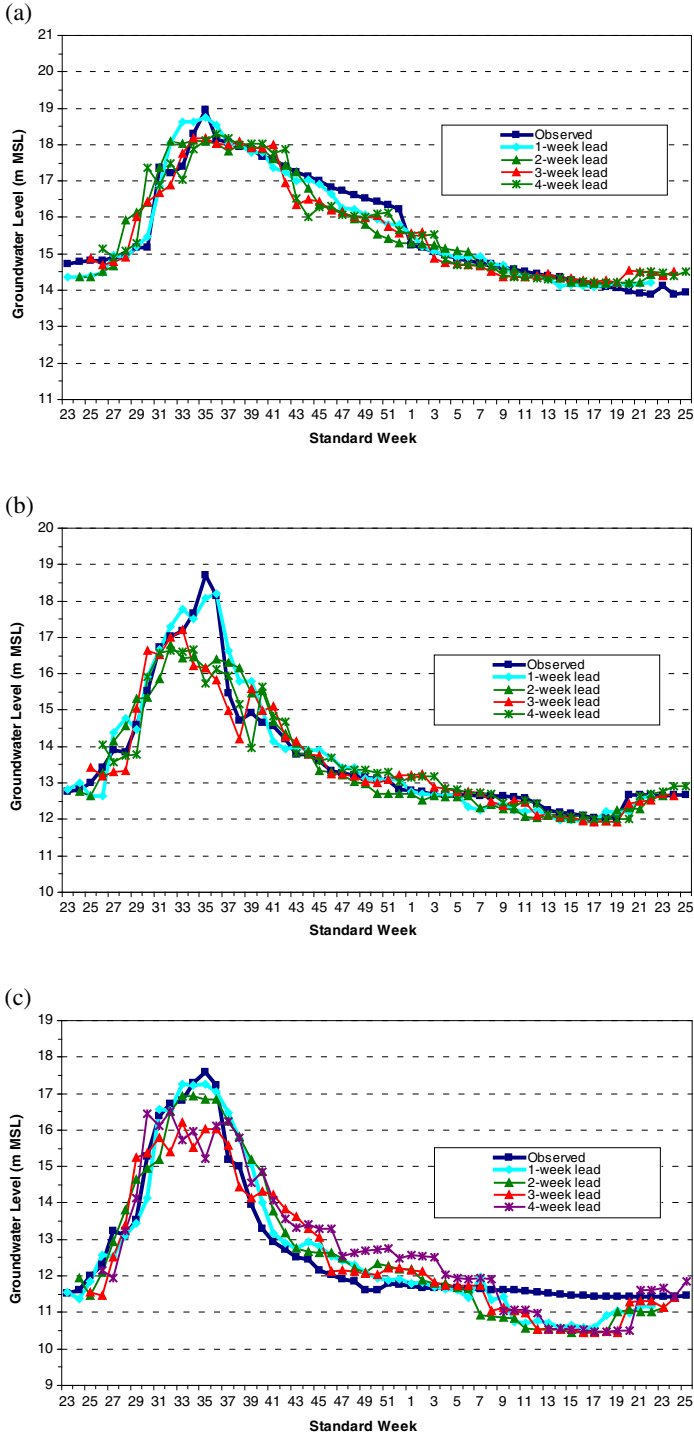 (a)
21
20
19
18
17
16
15
14
13
12
11
Groundwater Level (m MSL)
Observed
1-week lead
2-week lead
3-week lead
4-week lead
23 25 27 29 31 33 35 37 39 41 43 45 47 49 51 1 3 5 7 9 11 13 15 17 19 21 23 25
Standard Week
(b)
20
19
18
17
16
15
14
13
12
11
10
Groundwater Level (m MSL)
Observed
1-week lead
2-week lead
3-week lead
4-week lead
23 25 27 29 31 33 35 37 39 41 43 45 47 49 51 1 3 5 7 9 11 13 15 17 19 21 23 25
Standard Week
(c)
19
18
17
16
15
14
13
12
11
10
9
Groundwater Level (m MSL)
Observed
1-week lead
2-week lead
3-week lead
4-week lead
23 25 27 29 31 33 35 37 39 41 43 45 47 49 51 1 3 5 7 9 11 13 15 17 19 21 23 25
Standard Week